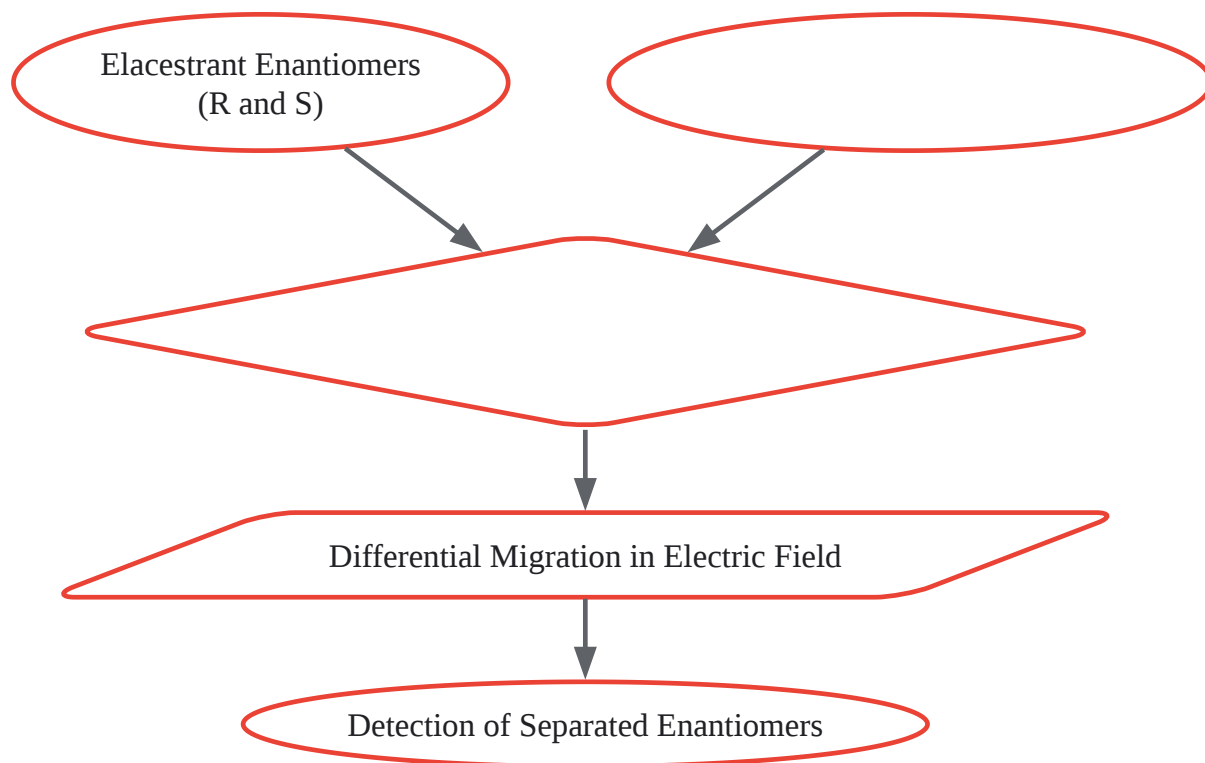 Elacestrant Enantiomers
(R and S)
Differential Migration in Electric Field
Detection of Separated Enantiomers